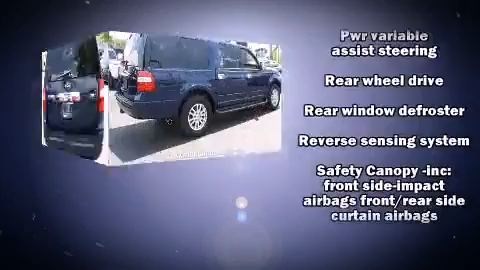 Pwr variable
assist steering
Rear wheel drive
Rear window defroster
Reverse sensing system
Safety Canopy -inc:
front side-impact
airbags front/rear side
curtain airbags